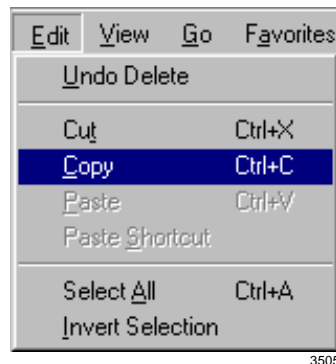 Edit View Go Favorites
Undo Delete
Cut Ctrl+X
Copy Ctrl+C
Paste Ctrl+V
Paste Shortcut
Select All Ctrl+A
Invert Selection